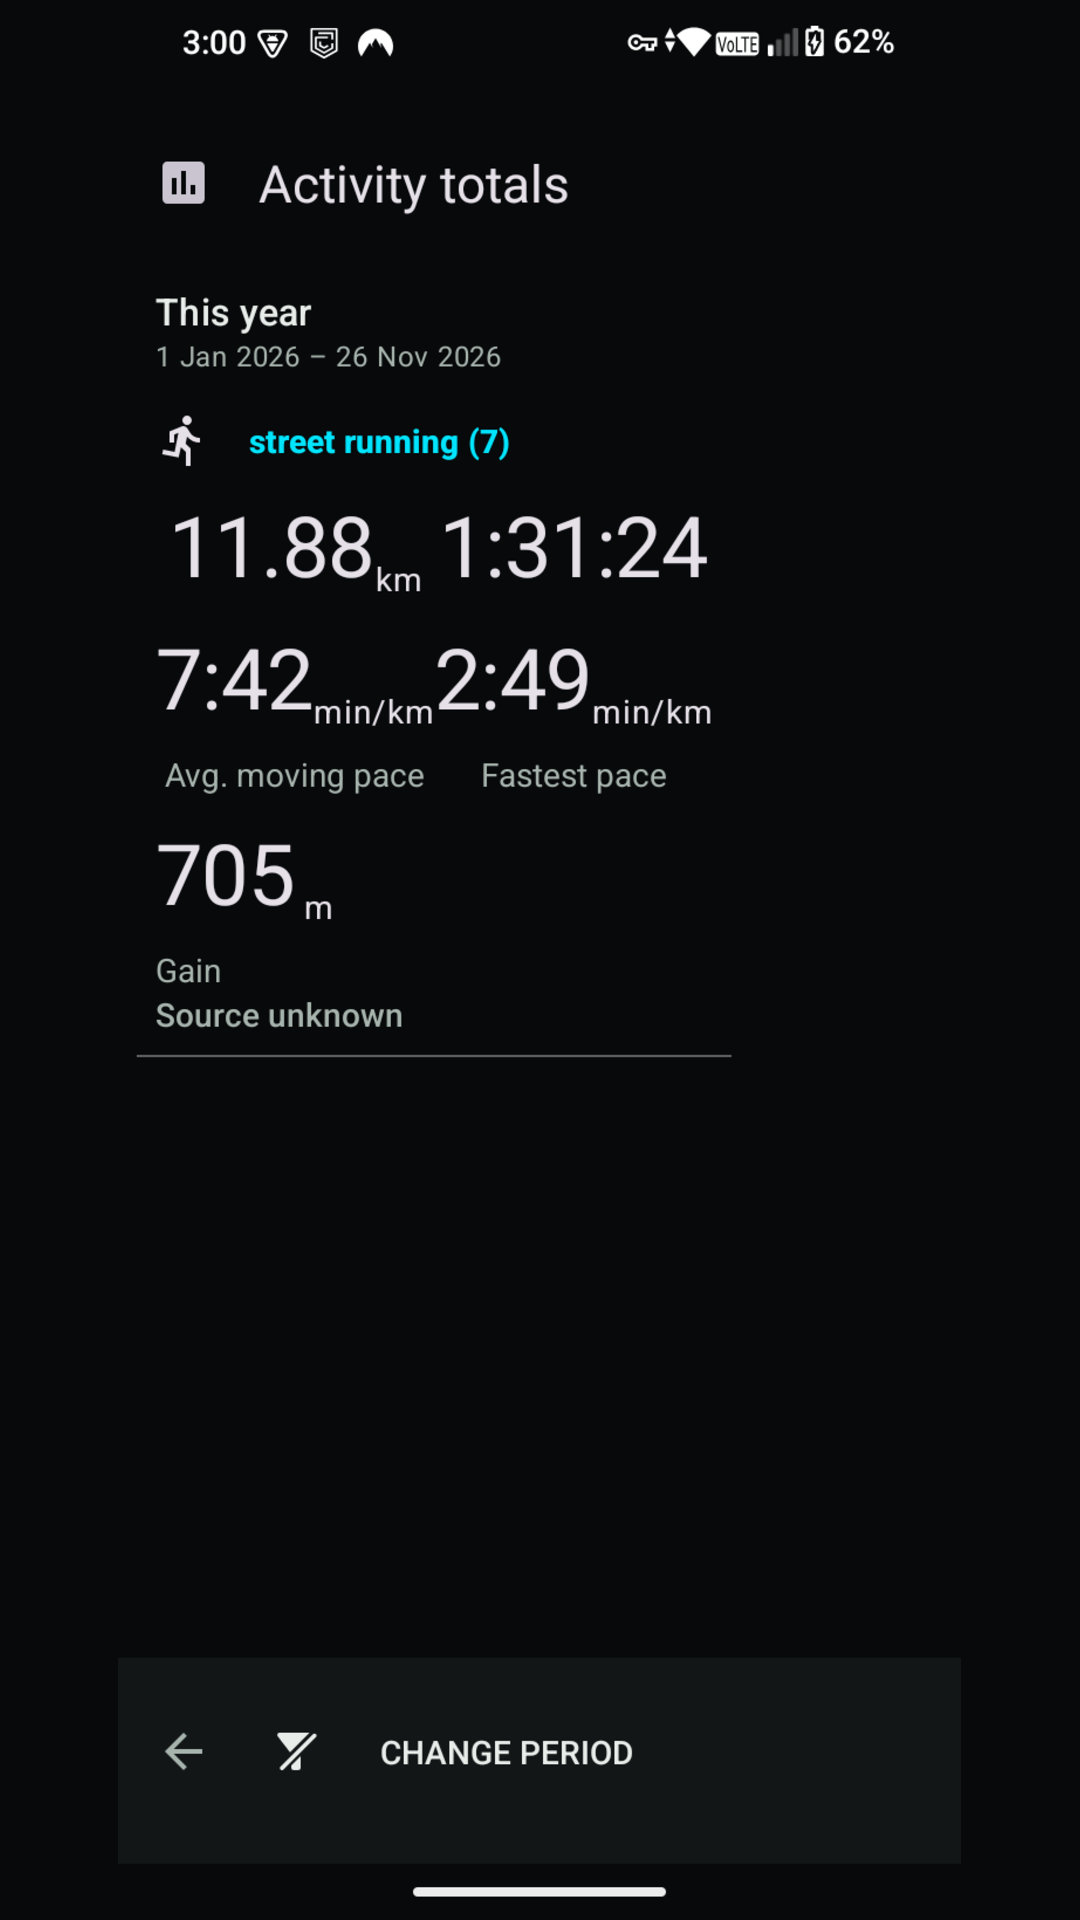 3:00 VoLTE 62%
Activity totals
This year
1 Jan 2026 – 26 Nov 2026
street running (7)
11.88 km 1:31:24
7:42 min/km 2:49 min/km
Avg. moving pace Fastest pace
705 m
Gain
Source unknown
CHANGE PERIOD